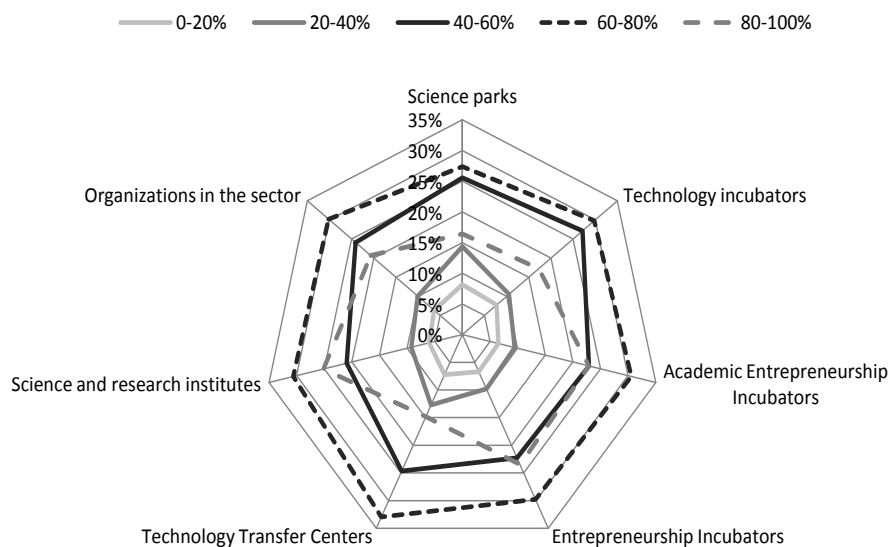 0-20% 20-40% 40-60% 60-80% 80-100%
Science parks
35%
30%
25%
20%
15%
10%
5%
0%
Technology incubators
Academic Entrepreneurship
Incubators
Entrepreneurship Incubators
Technology Transfer Centers
Science and research institutes
Organizations in the sector